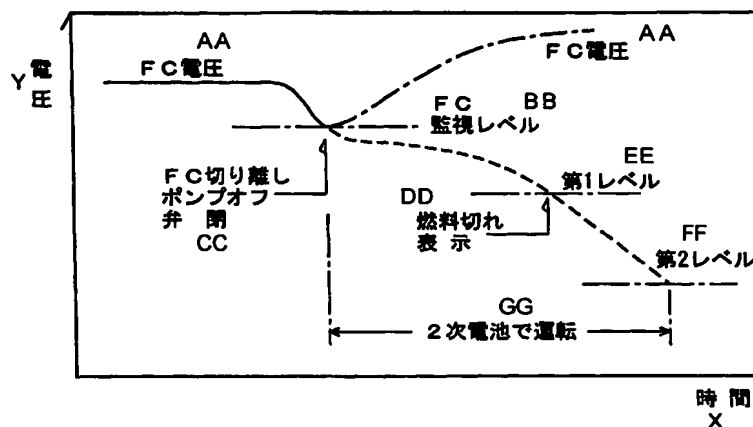 AA
AA
FC電圧
FC電圧
Y 電圧
FC BB
監視レベル
FC切り離し
ポンプオフ
弁 閉
CC
DD
燃料切れ
表示
EE
第1レベル
FF
第2レベル
GG
2次電池で運転
時間
X